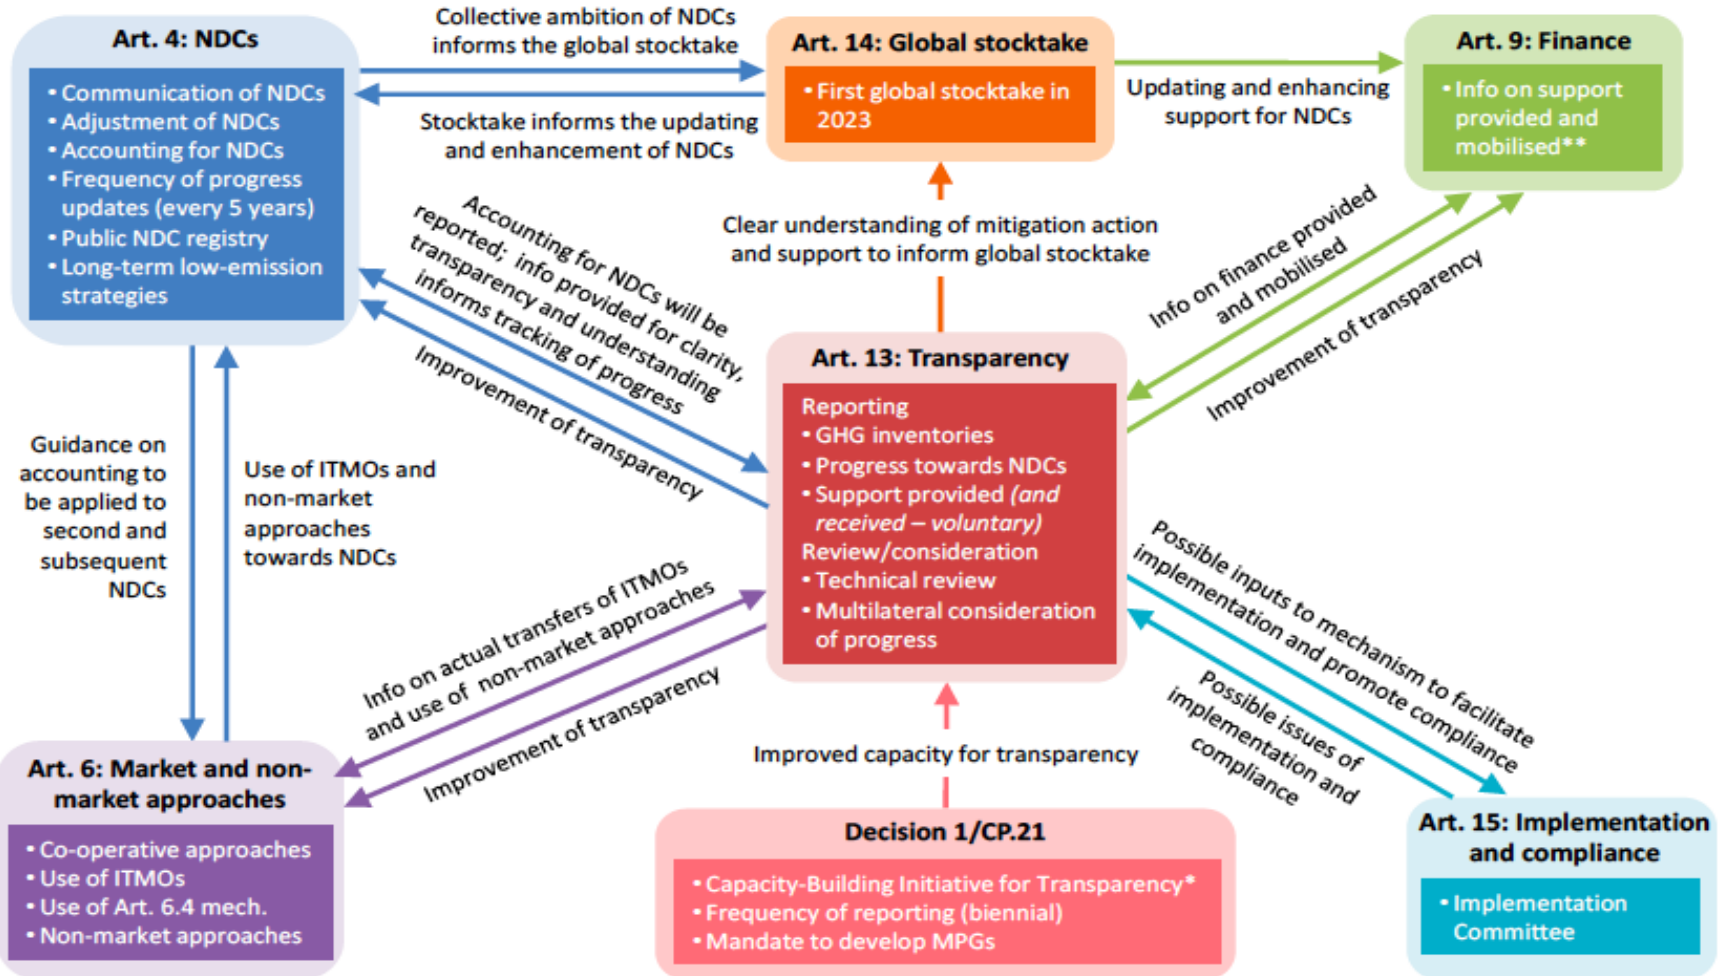 Art. 4: NDCs
• Communication of NDCs
• Adjustment of NDCs
• Accounting for NDCs
• Frequency of progress
updates (every 5 years)
• Public NDC registry
• Long-term low-emission
strategies
Collective ambition of NDCs
informs the global stocktake
Stocktake informs the updating
and enhancement of NDCs
Art. 14: Global stocktake
• First global stocktake in
2023
Updating and enhancing
support for NDCs
Art. 9: Finance
• Info on support
provided and
mobilised**
Accounting for NDCs will be
reported; info provided for clarity,
transparency and understanding
informs tracking of progress
Improvement of transparency
Clear understanding of mitigation action
and support to inform global stocktake
Info on finance provided
and mobilised
Improvement of transparency
Art. 13: Transparency
Reporting
• GHG inventories
• Progress towards NDCs
• Support provided (and
received – voluntary)
Review/consideration
• Technical review
• Multilateral consideration
of progress
Guidance on
accounting to
be applied to
second and
subsequent
NDCs
Use of ITMOs and
non-market
approaches
towards NDCs
Info on actual transfers of ITMOs
and use of non-market approaches
Improvement of transparency
Possible inputs to mechanism to facilitate
implementation and promote compliance
Possible issues of
implementation and
compliance
Improved capacity for transparency
Art. 6: Market and non-
market approaches
• Co-operative approaches
• Use of ITMOs
• Use of Art. 6.4 mech.
• Non-market approaches
Decision 1/CP.21
• Capacity-Building Initiative for Transparency*
• Frequency of reporting (biennial)
• Mandate to develop MPGs
Art. 15: Implementation
and compliance
• Implementation
Committee